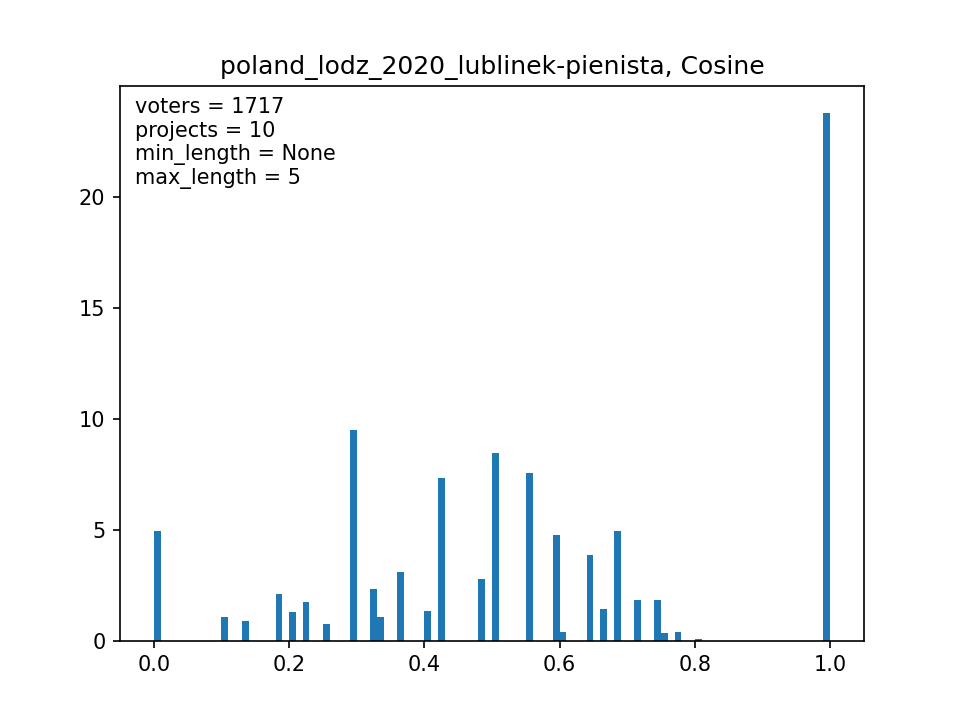 poland_lodz_2020_lublinek-pienista, Cosine
voters = 1717
projects = 10
min_length = None
max_length = 5
20
15
10
5
0
0.0 0.2 0.4 0.6 0.8 1.0